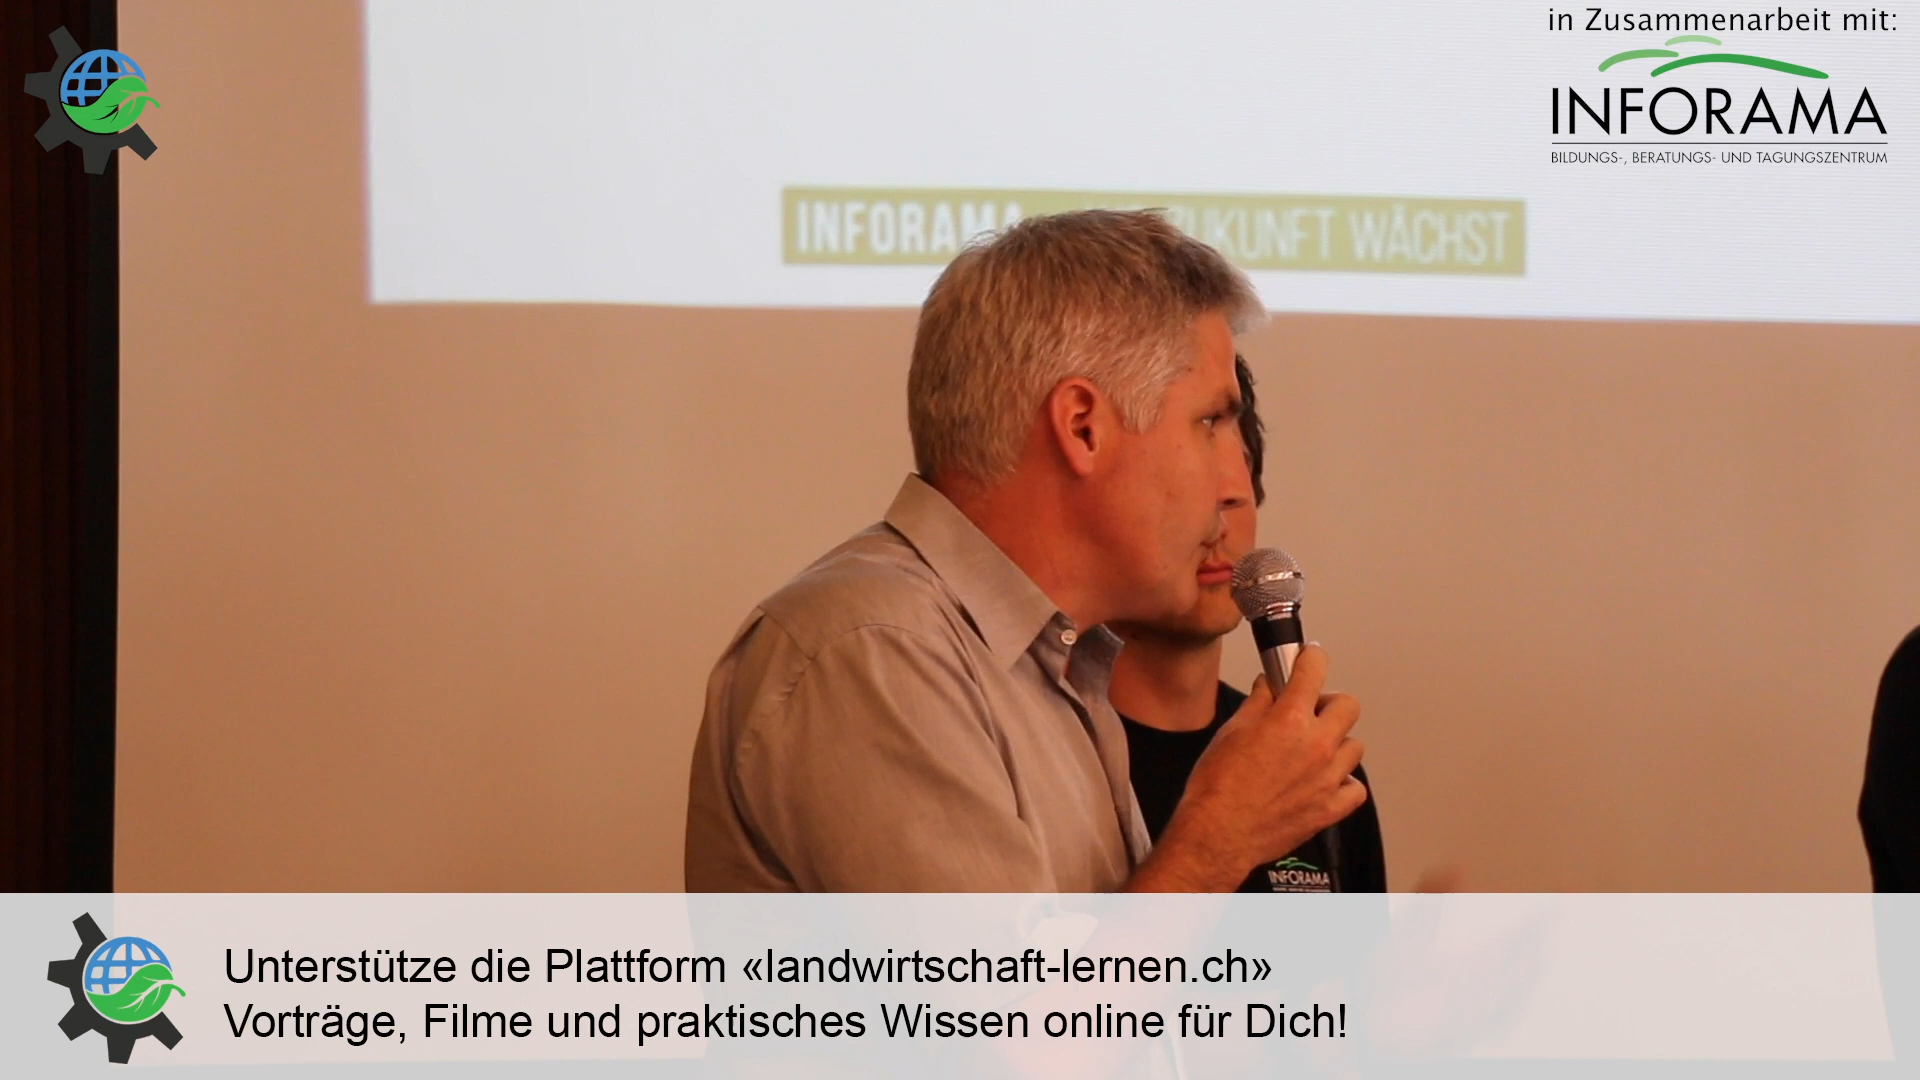 in Zusammenarbeit mit:
INFORAMA
BILDUNGS-, BERATUNGS- UND TAGUNGSZENTRUM
INFORAMA ZUKUNFT WÄCHST
INFORAMA
Unterstütze die Plattform «landwirtschaft-lernen.ch»
Vorträge, Filme und praktisches Wissen online für Dich!